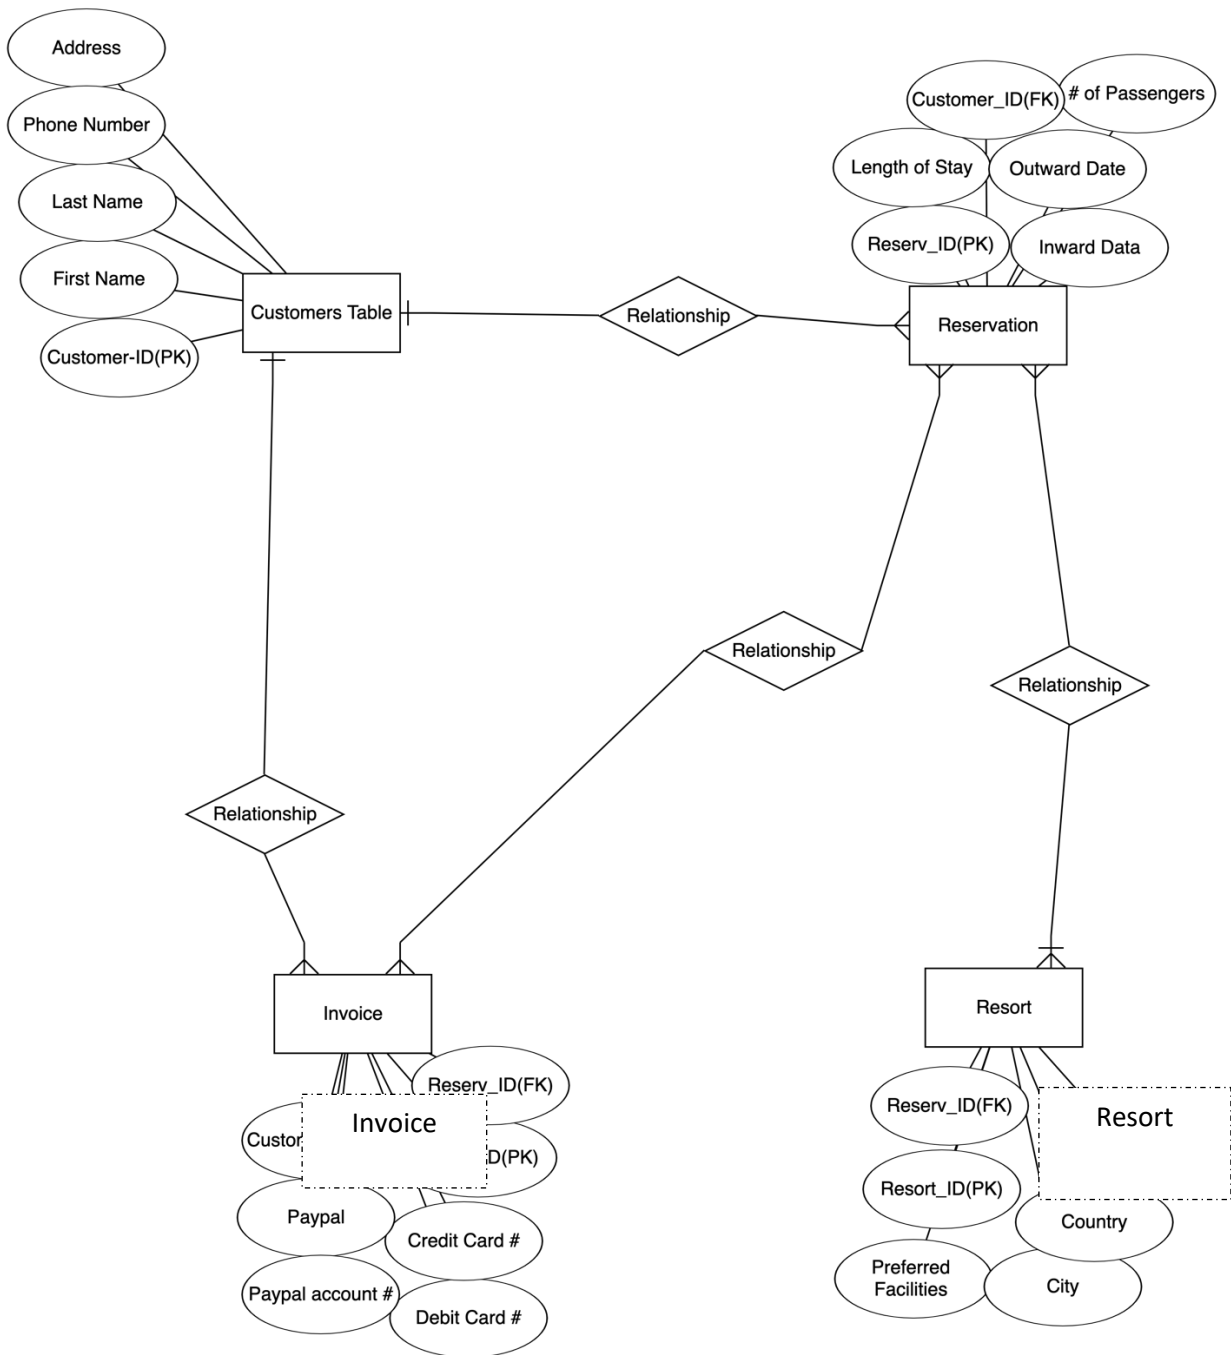 Address
Phone Number
Last Name
First Name
Customer-ID(PK)
Customers Table
Relationship
Customer_ID(FK)
# of Passengers
Length of Stay
Outward Date
Reserv_ID(PK)
Inward Data
Reservation
Relationship
Relationship
Relationship
Invoice
Reserv_ID(FK)
Invoice
D(PK)
Paypal
Credit Card #
Paypal account #
Debit Card #
Resort
Reserv_ID(FK)
Resort
Resort_ID(PK)
Country
Preferred
Facilities
City